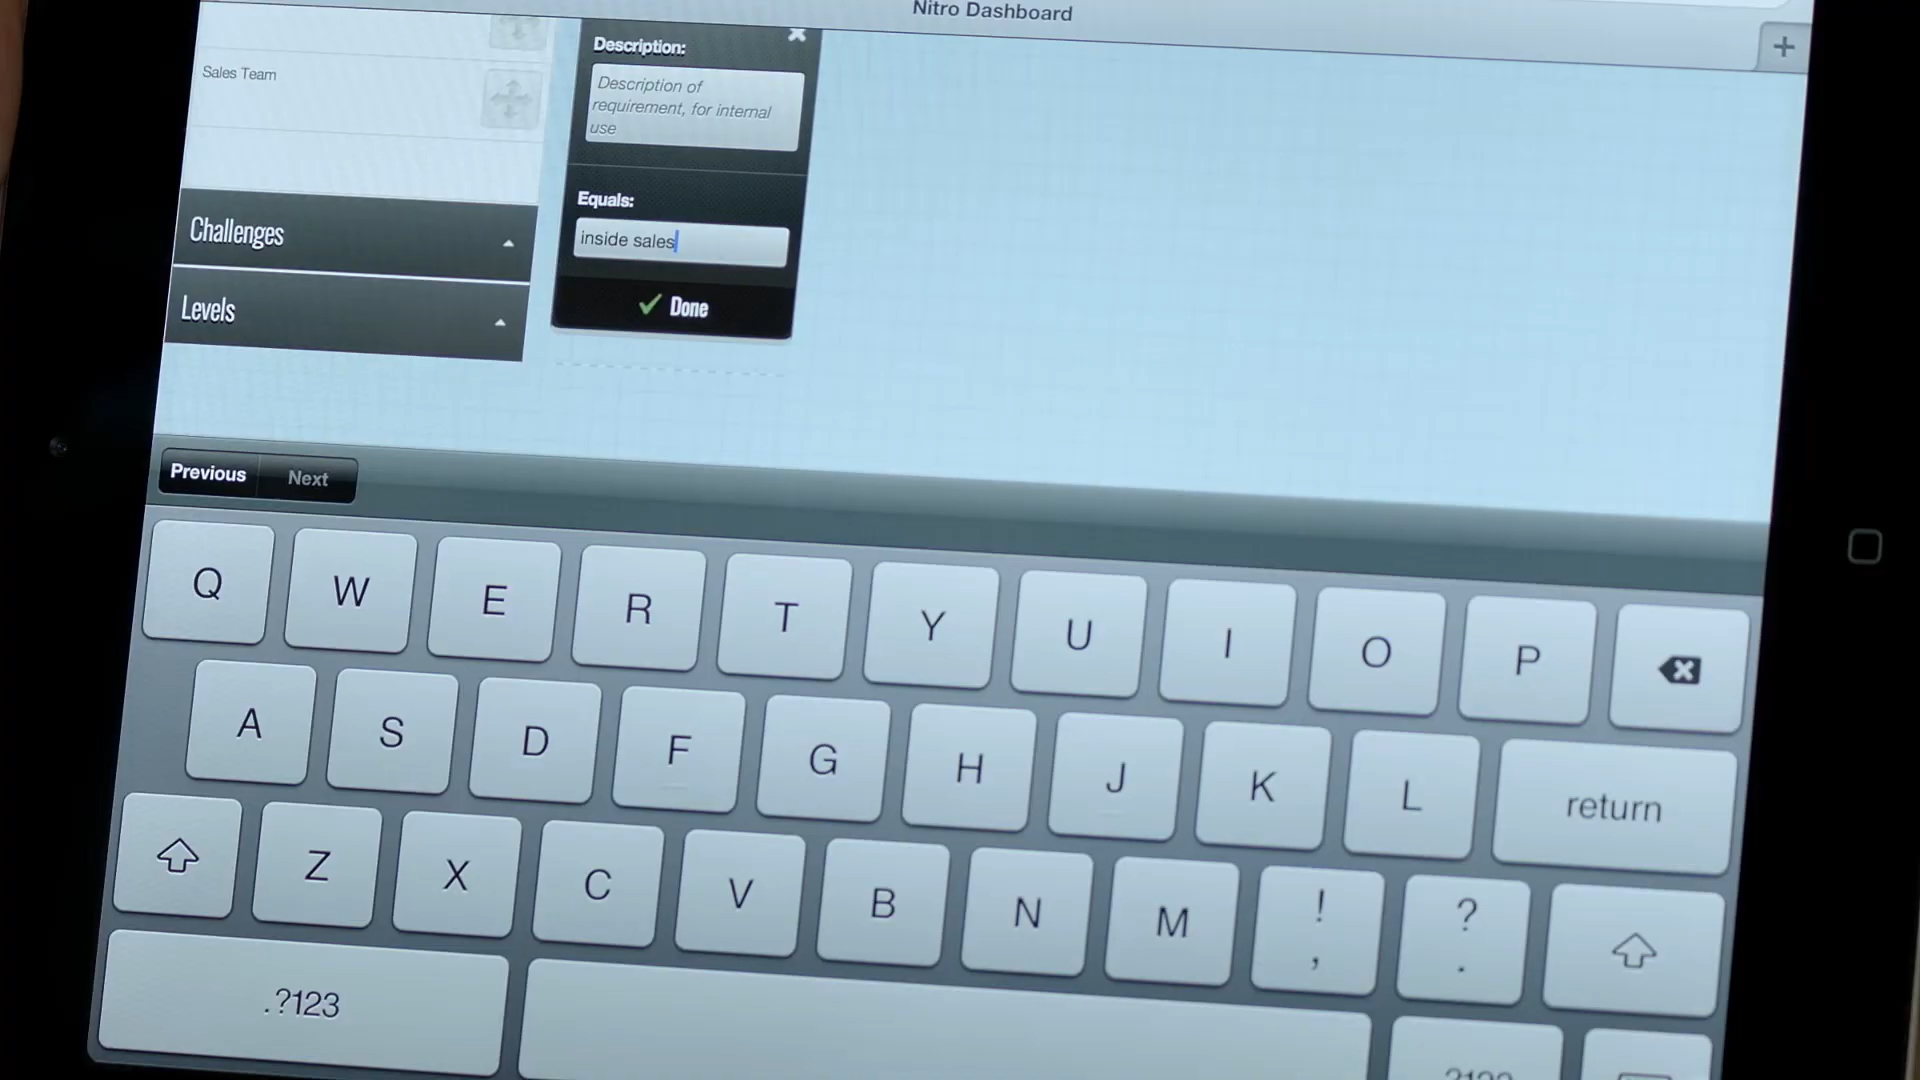 Nitro Dashboard
Sales Team
Description:
Description of
requirement, for internal
use
Equals:
inside sales
Done
Challenges
Levels
Previous Next
Q W E R T Y U I O P
A S D F G H J K L return
Z X C V B N M ! ,  ? .
.?123 .?123